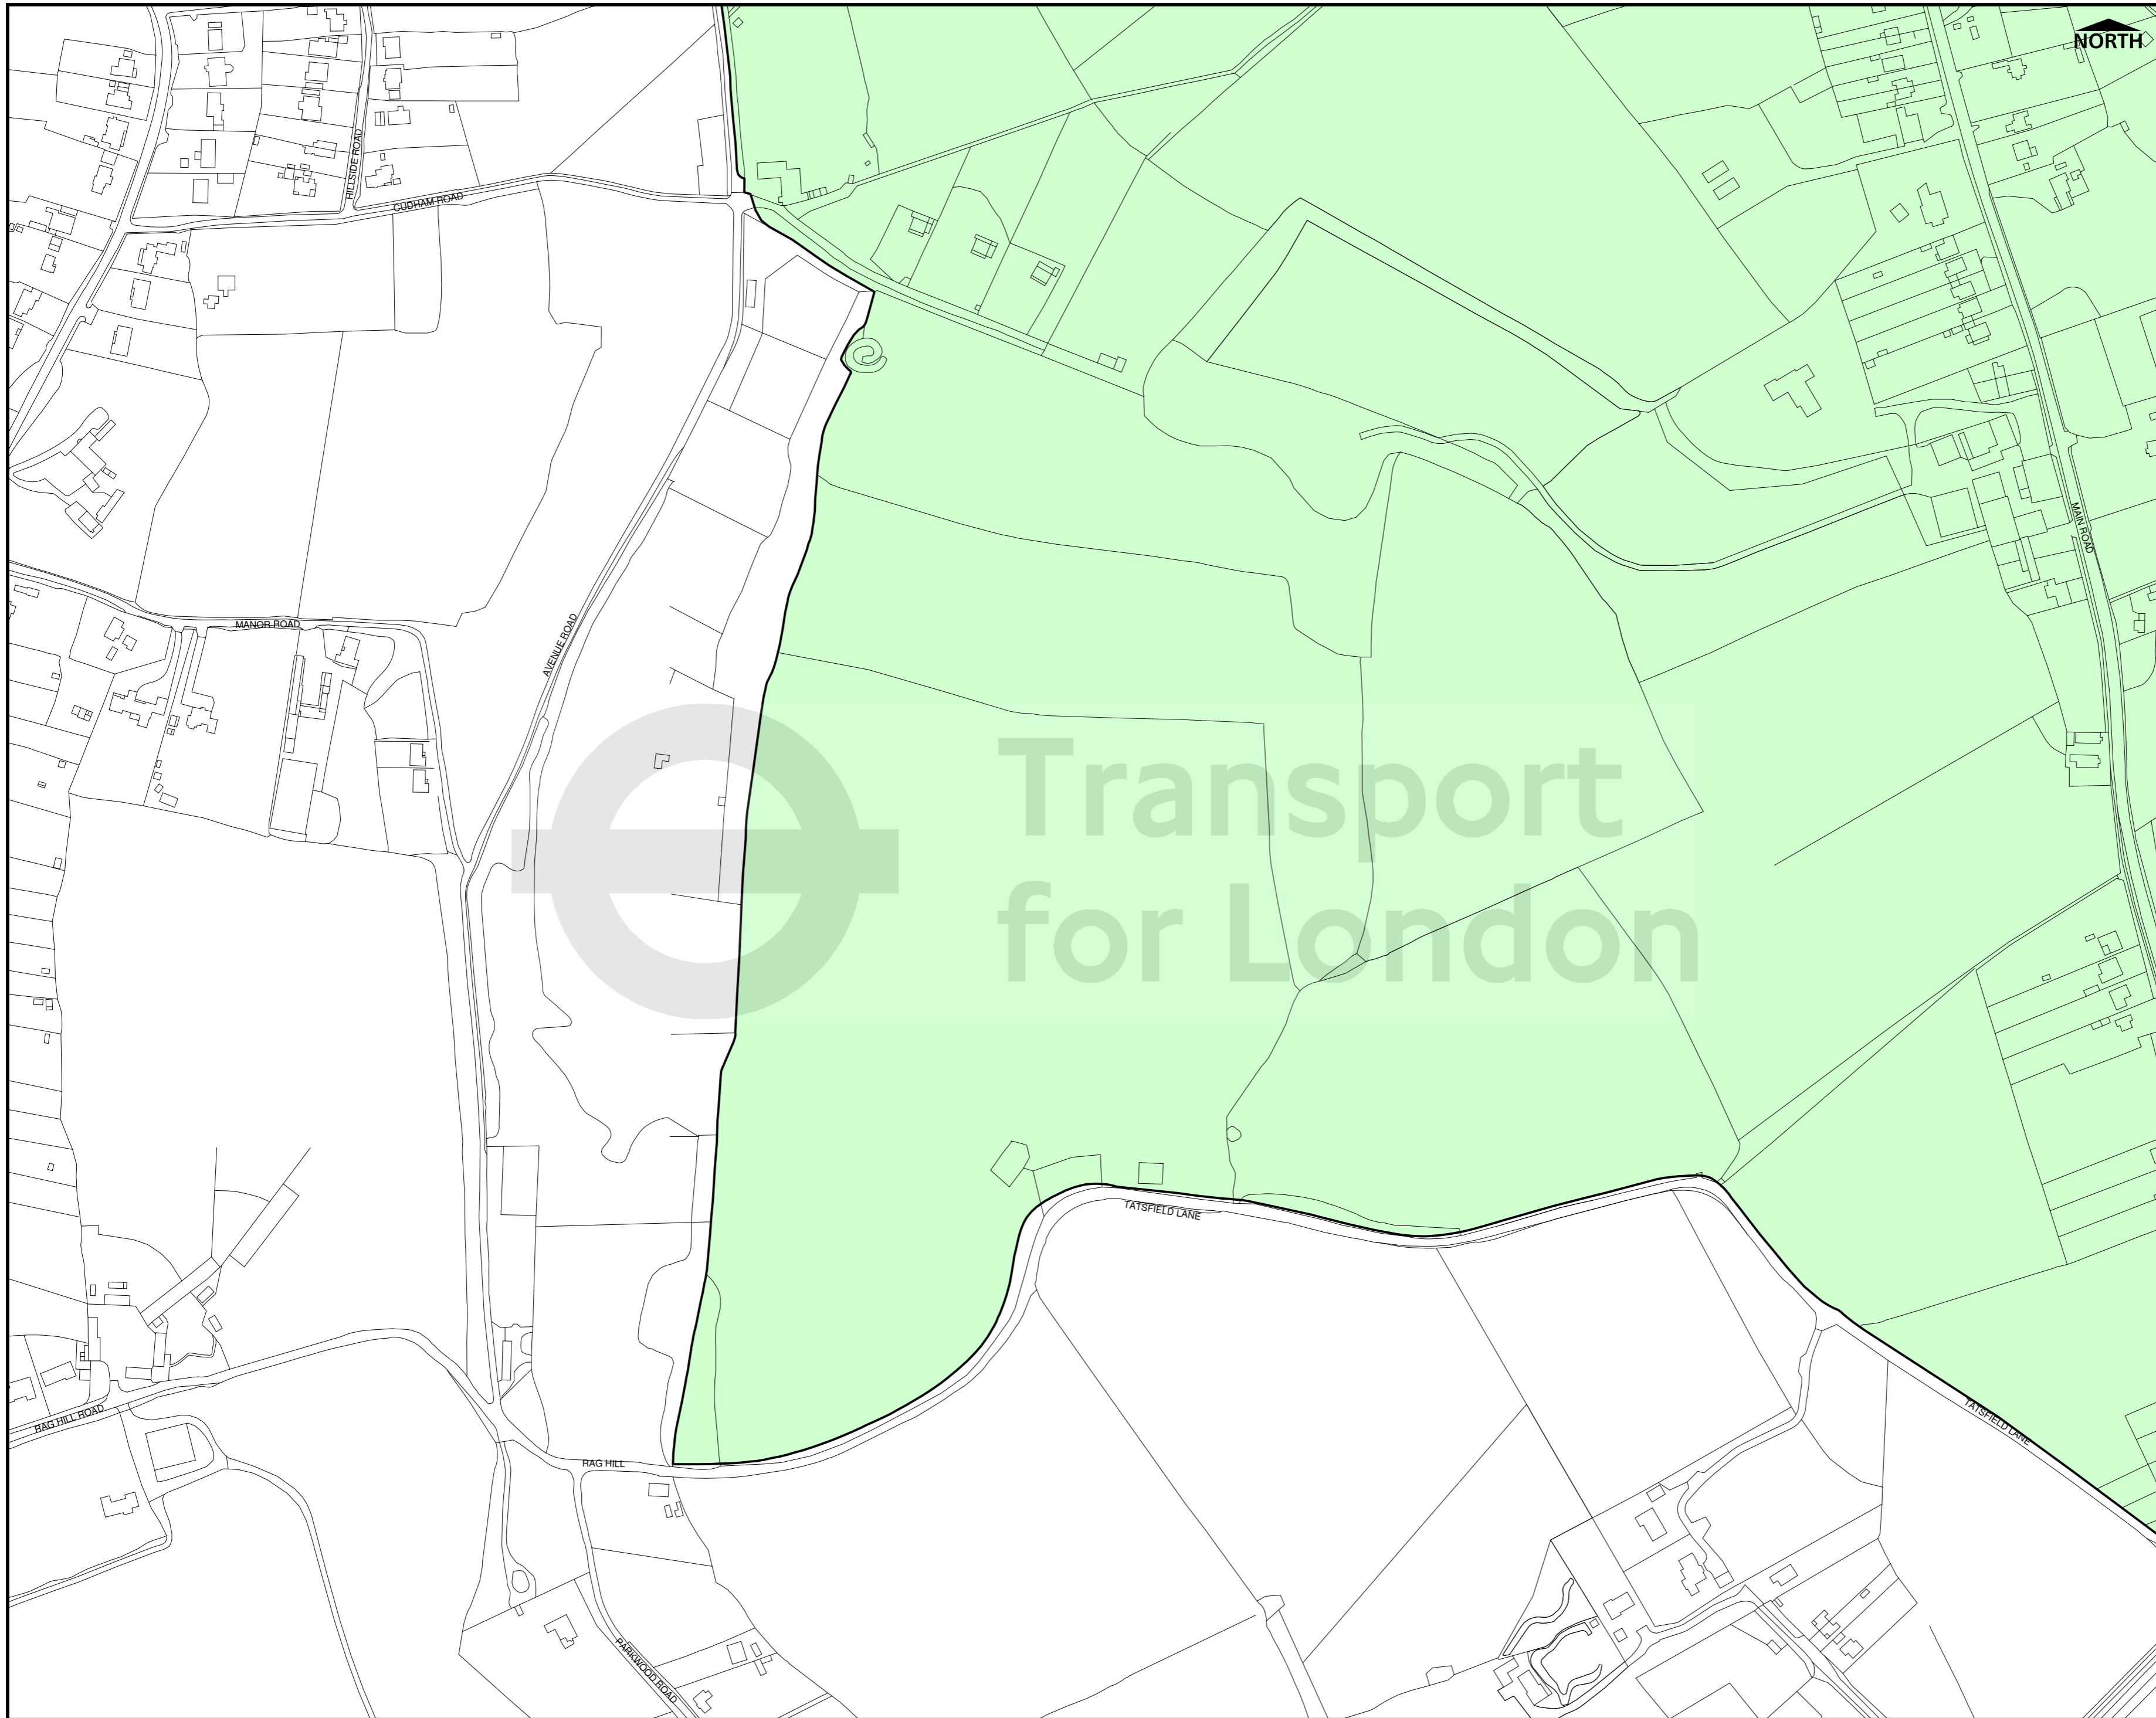 NORTH
HILLSIDE ROAD
CUDHAM ROAD
MAIN ROAD
MANOR ROAD
AVENUE ROAD
Transport
for London
TATSFIELD LANE
TATSFIELD LANE
RAG HILL ROAD
RAG HILL
PARKWOOD ROAD